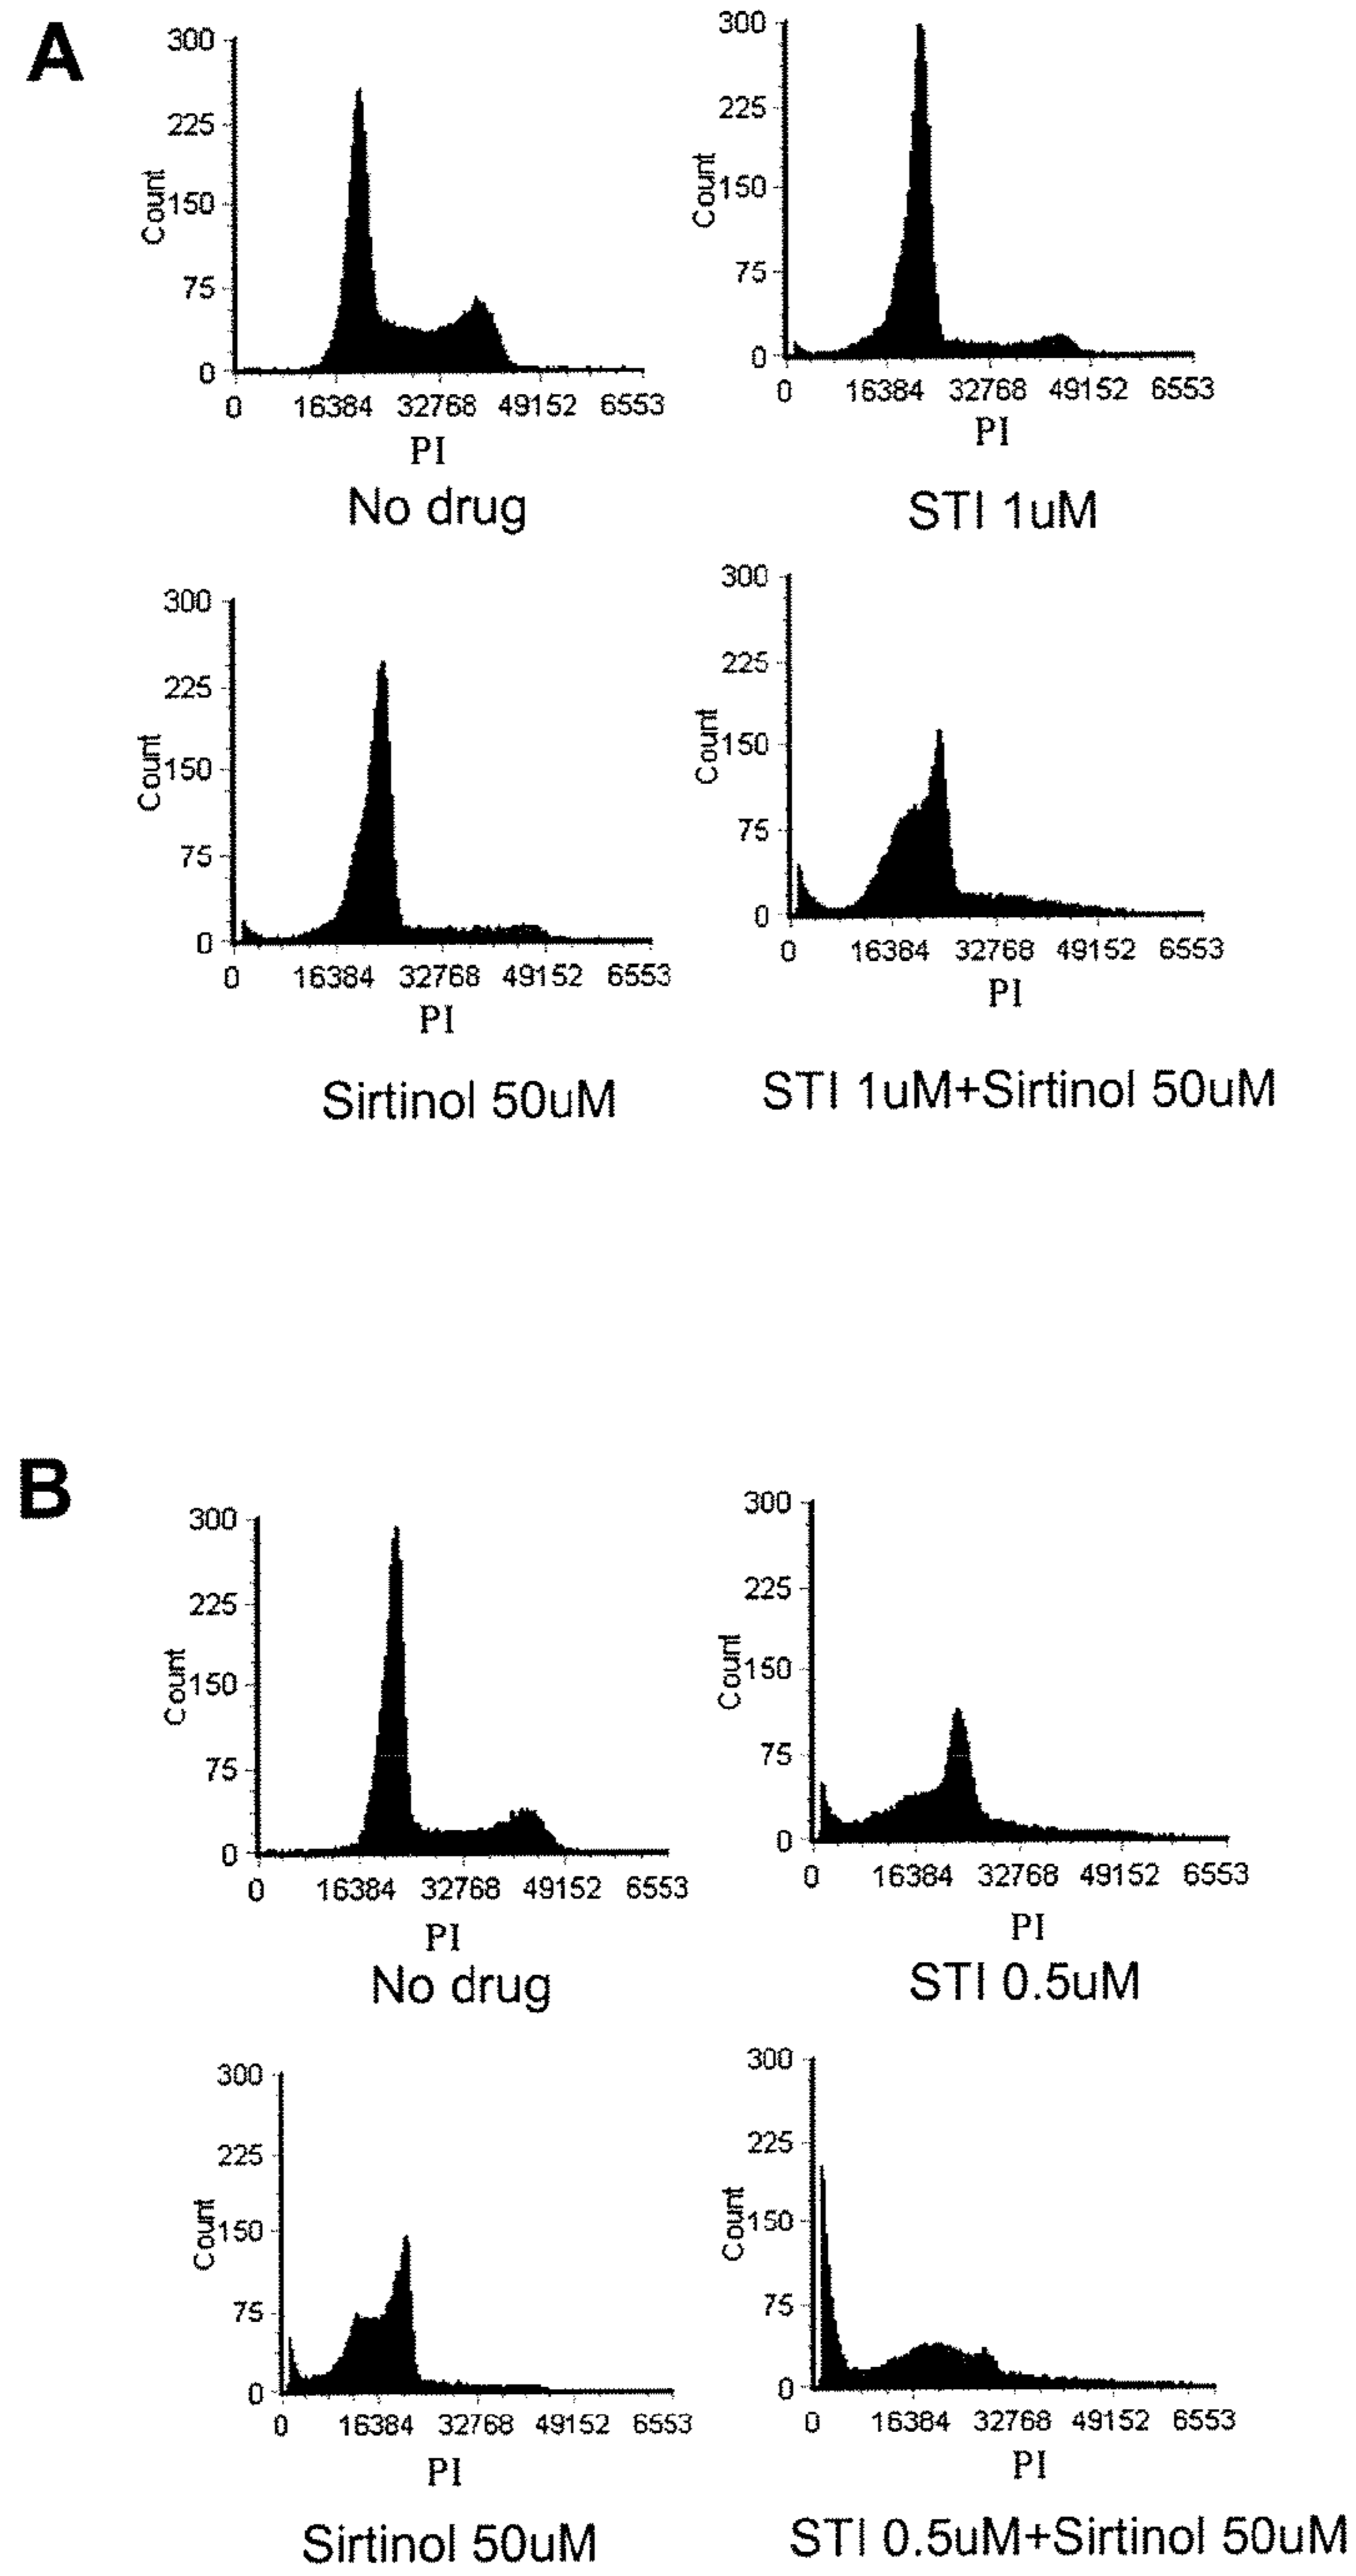 A
300
225
Count
150
75
0
0 16384 32768 49152 6553
PI
No drug
300
225
Count
150
75
0
0 16384 32768 49152 6553
PI
STI 1uM
300
225
Count
150
75
0
0 16384 32768 49152 6553
PI
Sirtinol 50uM
300
225
Count
150
75
0
0 16384 32768 49152 6553
PI
STI 1uM+Sirtinol 50uM
B
300
225
Count
150
75
0
0 16384 32768 49152 6553
PI
No drug
300
225
Count
150
75
0
0 16384 32768 49152 6553
PI
STI 0.5uM
300
225
Count
150
75
0
0 16384 32768 49152 6553
PI
Sirtinol 50uM
300
225
Count
150
75
0
0 16384 32768 49152 6553
PI
STI 0.5uM+Sirtinol 50uM